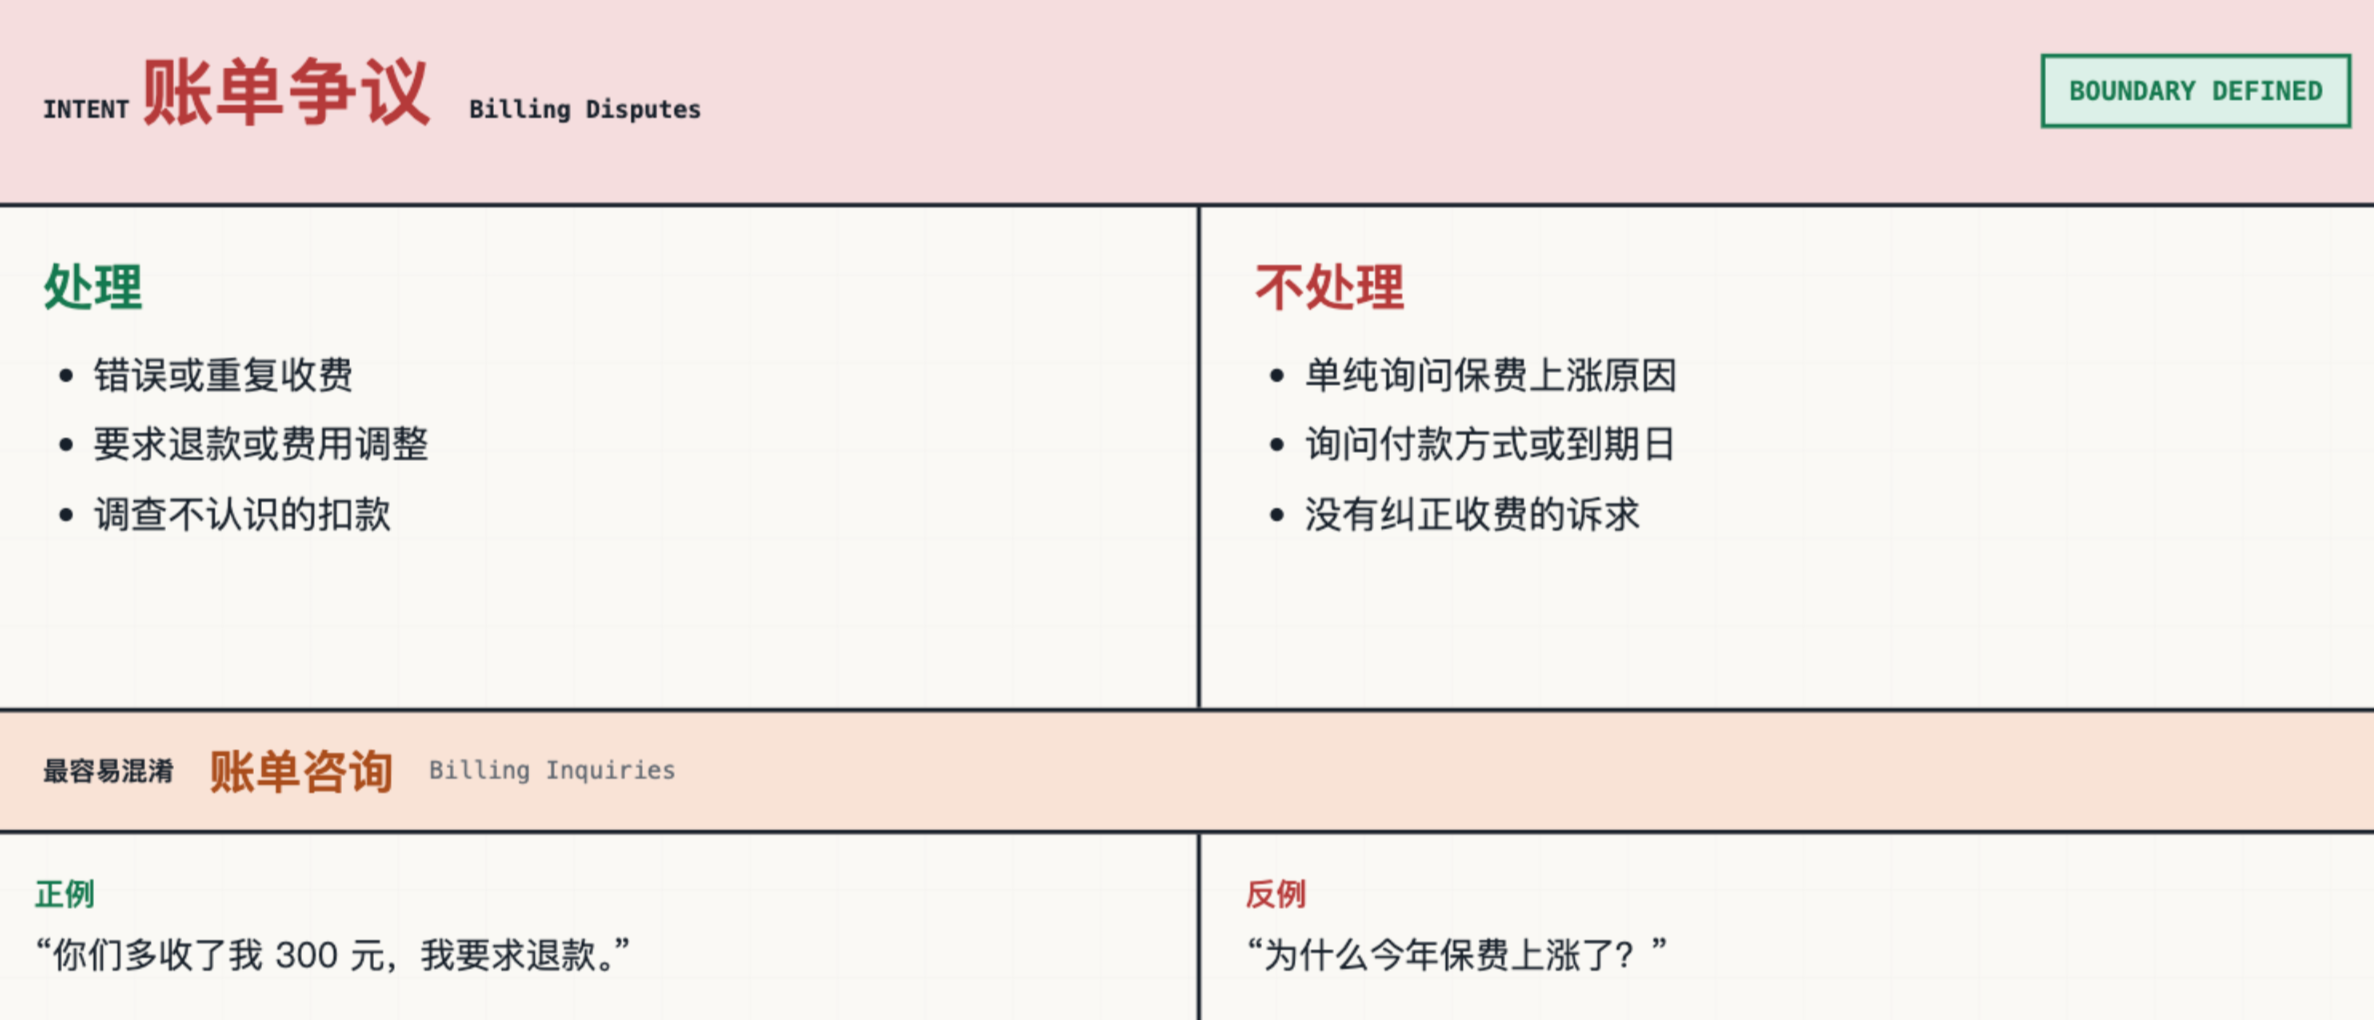 INTENT 账单争议 Billing Disputes
BOUNDARY DEFINED
处理
• 错误或重复收费
• 要求退款或费用调整
• 调查不认识的扣款
不处理
• 单纯询问保费上涨原因
• 询问付款方式或到期日
• 没有纠正收费的诉求
最容易混淆 账单咨询 Billing Inquiries
正例
“你们多收了我 300 元，我要求退款。”
反例
“为什么今年保费上涨了？”